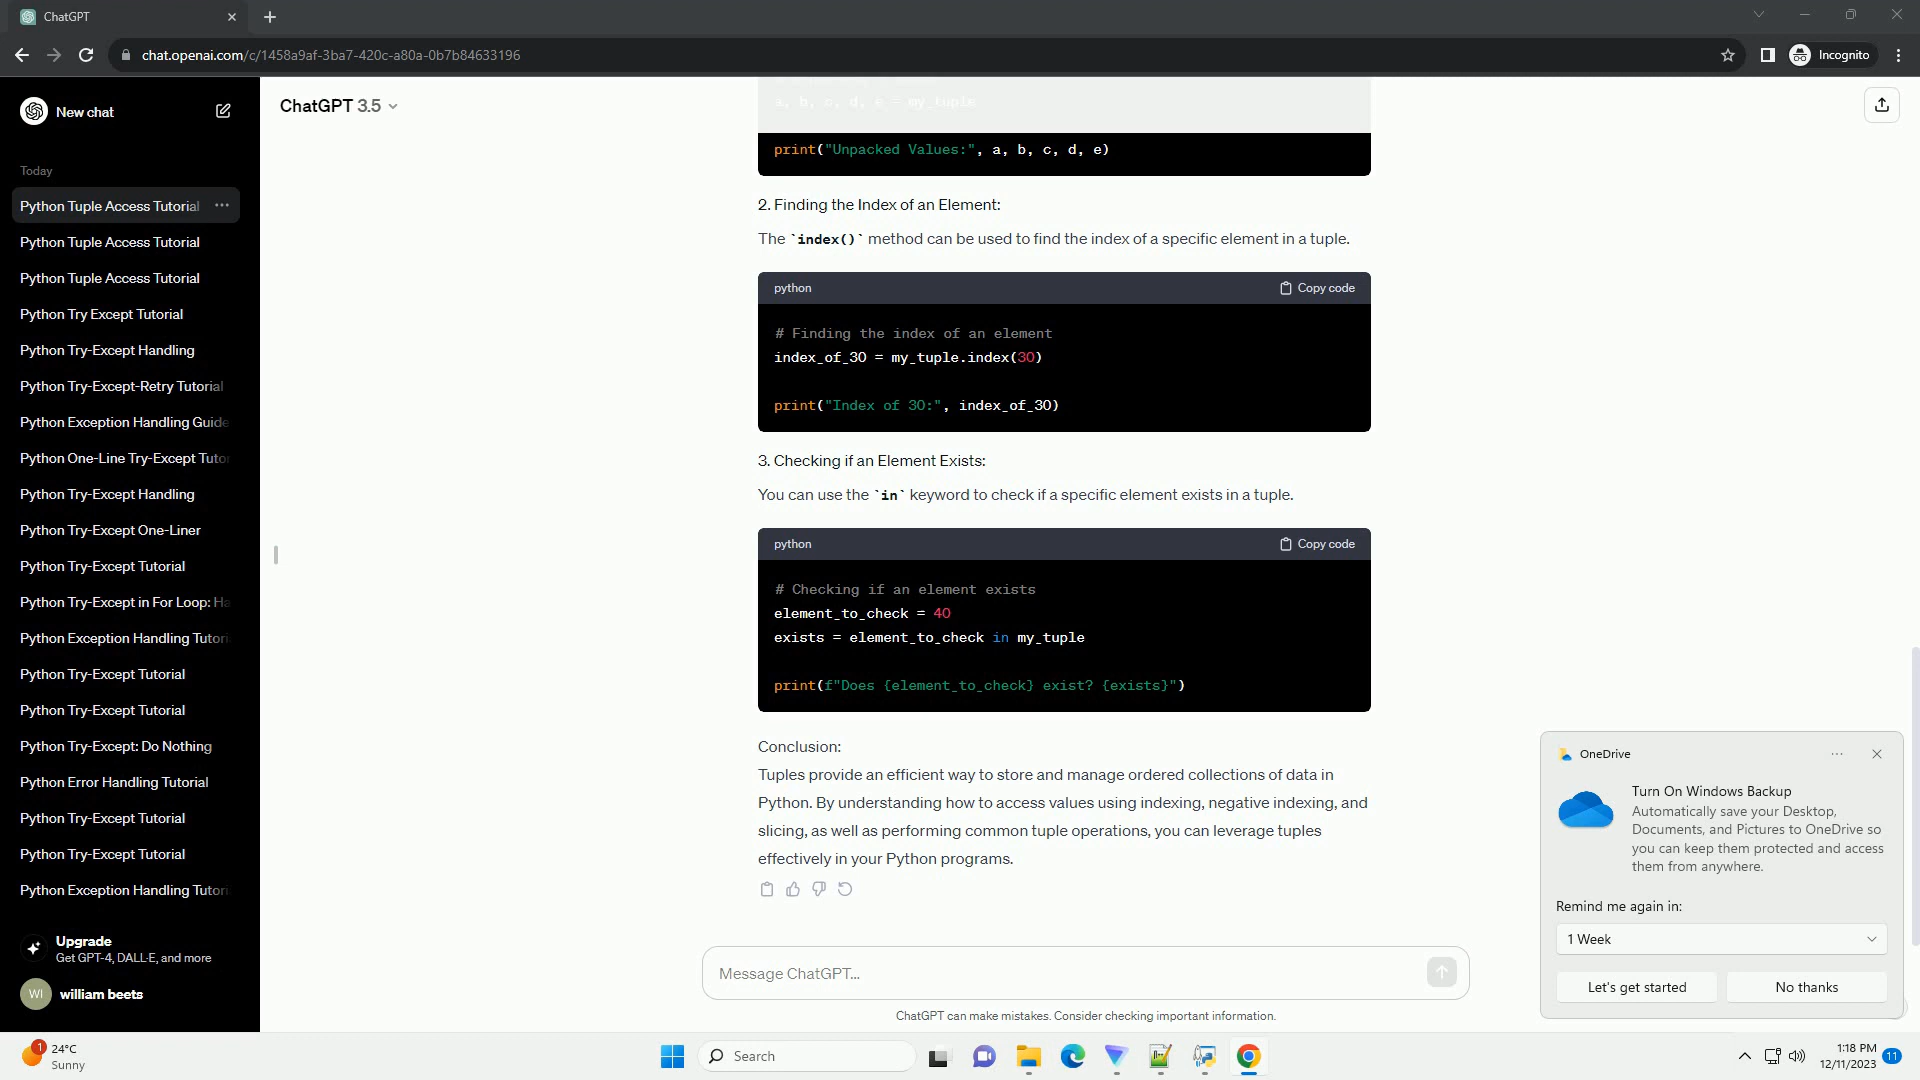 ChatGPT
chat.openai.com/c/1458a9af-3ba7-420c-a80a-0b7b84633196
Incognito
New chat
Today
Python Tuple Access Tutorial
Python Tuple Access Tutorial
Python Tuple Access Tutorial
Python Try Except Tutorial
Python Try-Except Handling
Python Try-Except-Retry Tutorial
Python Exception Handling Guide
Python One-Line Try-Except Tuto
Python Try-Except Handling
Python Try-Except One-Liner
Python Try-Except Tutorial
Python Try-Except in For Loop: Ha
Python Exception Handling Tutori
Python Try-Except Tutorial
Python Try-Except Tutorial
Python Try-Except: Do Nothing
Python Error Handling Tutorial
Python Try-Except Tutorial
Python Try-Except Tutorial
Python Exception Handling Tutori
Upgrade
Get GPT-4, DALL·E, and more
WI
william beets
ChatGPT 3.5
a, b, c, d, e = my_tuple
print("Unpacked Values:", a, b, c, d, e)
2. Finding the Index of an Element:
The `index()` method can be used to find the index of a specific element in a tuple.
python
Copy code
# Finding the index of an element
index_of_30 = my_tuple.index(30)
print("Index of 30:", index_of_30)
3. Checking if an Element Exists:
You can use the `in` keyword to check if a specific element exists in a tuple.
python
Copy code
# Checking if an element exists
element_to_check = 40
exists = element_to_check in my_tuple
print(f"Does {element_to_check} exist? {exists}")
Conclusion:
Tuples provide an efficient way to store and manage ordered collections of data in
Python. By understanding how to access values using indexing, negative indexing, and
slicing, as well as performing common tuple operations, you can leverage tuples
effectively in your Python programs.
Message ChatGPT...
ChatGPT can make mistakes. Consider checking important information.
OneDrive
Turn On Windows Backup
Automatically save your Desktop,
Documents, and Pictures to OneDrive so
you can keep them protected and access
them from anywhere.
Remind me again in:
1 Week
Let's get started
No thanks
1
24°C
Sunny
Search
1:18 PM
12/11/2023
11